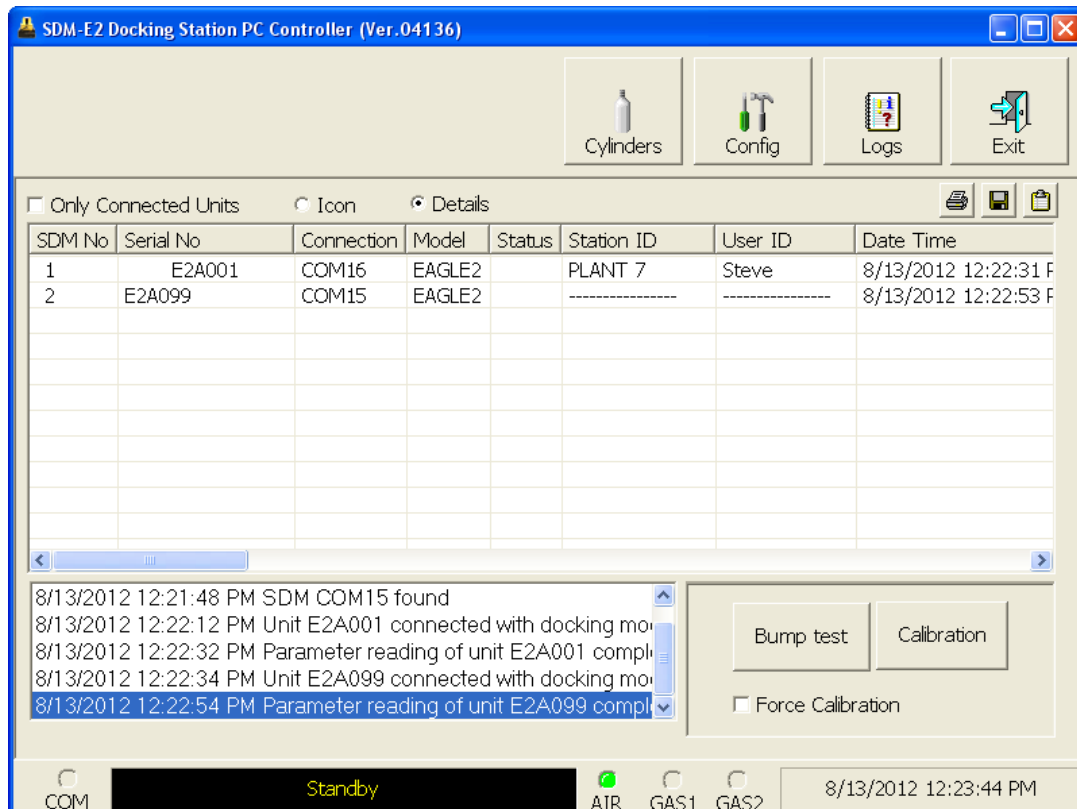 SDM-E2 Docking Station PC Controller (Ver.04136)
Cylinders Config Logs Exit
Only Connected Units Icon Details
SDM No Serial No Connection Model Status Station ID User ID Date Time
1 E2A001 COM16 EAGLE2 PLANT 7 Steve 8/13/2012 12:22:31 P
2 E2A099 COM15 EAGLE2 ---------------- ---------------- 8/13/2012 12:22:53 P
8/13/2012 12:21:48 PM SDM COM15 found
8/13/2012 12:22:12 PM Unit E2A001 connected with docking mo
8/13/2012 12:22:32 PM Parameter reading of unit E2A001 compl
8/13/2012 12:22:34 PM Unit E2A099 connected with docking mo
8/13/2012 12:22:54 PM Parameter reading of unit E2A099 compl
Bump test Calibration
Force Calibration
COM Standby AIR GAS1 GAS2 8/13/2012 12:23:44 PM